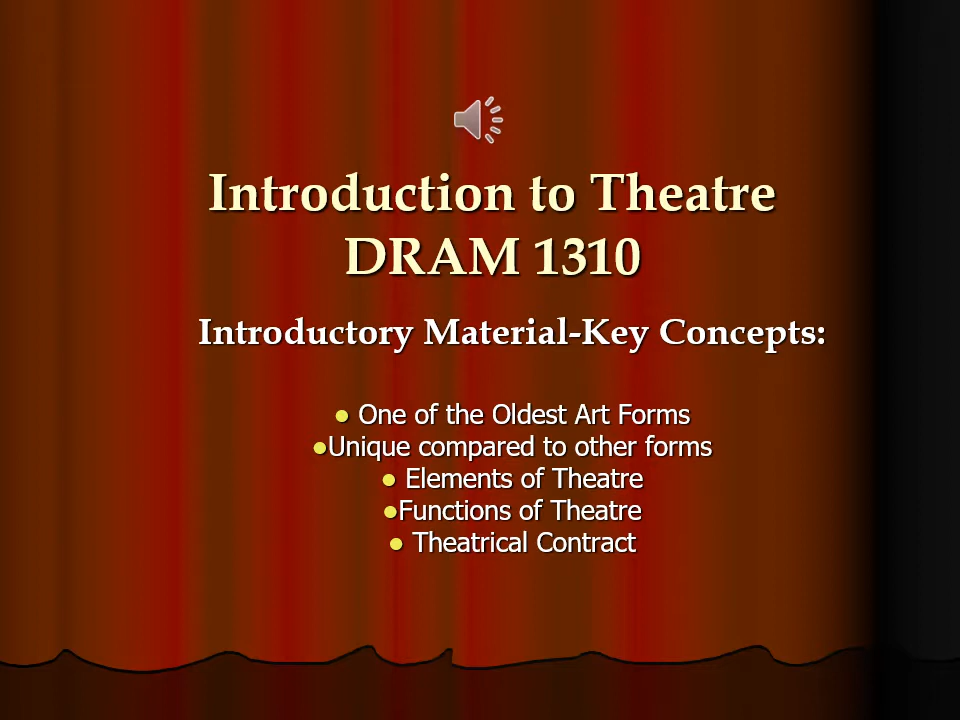 Introduction to Theatre
DRAM 1310
Introductory Material-Key Concepts:
● One of the Oldest Art Forms
●Unique compared to other forms
● Elements of Theatre
●Functions of Theatre
● Theatrical Contract